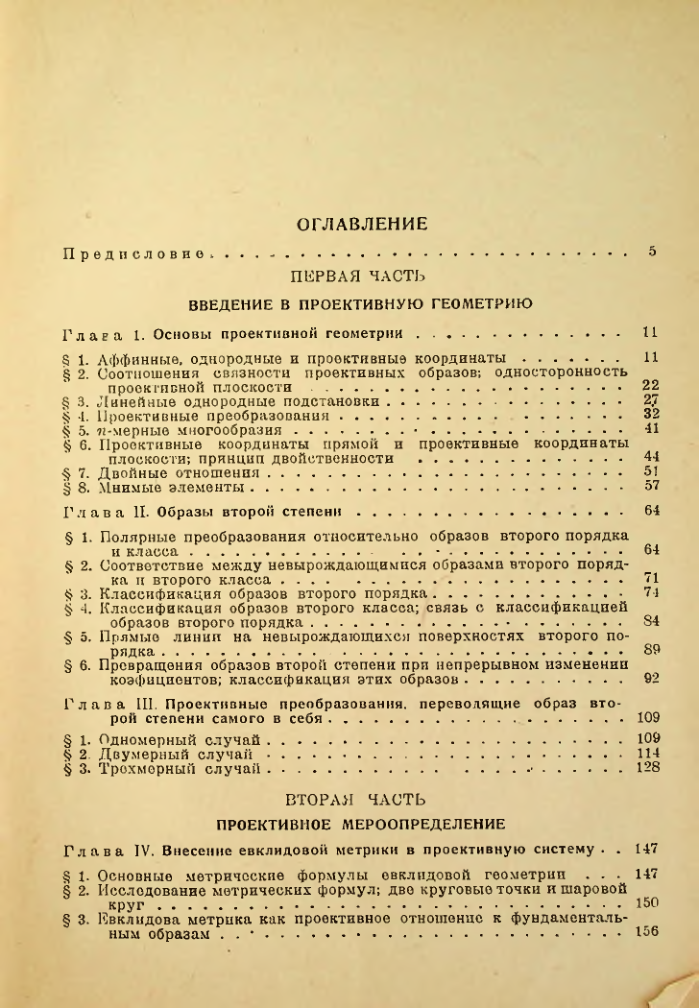 ОГЛАВЛЕНИЕ
Предисловие . . . . . . . . . . . . . . . . . . . . . . . . . . . 5
ПЕРВАЯ ЧАСТЬ
ВВЕДЕНИЕ В ПРОЕКТИВНУЮ ГЕОМЕТРИЮ
Глава I. Основы проективной геометрии . . . . . . . . . . . . . . 11
§ 1. Аффинные, однородные и проективные координаты . . . . . . . 11
§ 2. Соотношения связности проективных образов; односторонность
проективной плоскости . . . . . . . . . . . . . . . . . 22
§ 3. Линейные однородные подстановки . . . . . . . . . . . . . . 27
§ 4. Проективные преобразования . . . . . . . . . . . . . . . . . 32
§ 5. n-мерные многообразия . . . . . . . . . . . . . . . . . . . 41
§ 6. Проективные координаты прямой и проективные координаты
плоскости; принцип двойственности . . . . . . . . . . . 44
§ 7. Двойные отношения . . . . . . . . . . . . . . . . . . . . . 51
§ 8. Мнимые элементы . . . . . . . . . . . . . . . . . . . . . . 57
Глава II. Образы второй степени . . . . . . . . . . . . . . . . . 64
§ 1. Полярные преобразования относительно образов второго порядка
и класса . . . . . . . . . . . . . . . . . . . . . . . 64
§ 2. Соответствие между невырождающимися образами второго поряд-
ка и второго класса . . . . . . . . . . . . . . . . . . 71
§ 3. Классификация образов второго порядка . . . . . . . . . . . 74
§ 4. Классификация образов второго класса; связь с классификацией
образов второго порядка . . . . . . . . . . . . . . . . 84
§ 5. Прямые линии на невырождающихся поверхностях второго по-
рядка . . . . . . . . . . . . . . . . . . . . . . . . . 89
§ 6. Превращения образов второй степени при непрерывном изменении
коэфициентов; классификация этих образов . . . . . . . . 92
Глава III. Проективные преобразования, переводящие образ вто-
рой степени самого в себя . . . . . . . . . . . . . . . 109
§ 1. Одномерный случай . . . . . . . . . . . . . . . . . . . . . 109
§ 2. Двумерный случай . . . . . . . . . . . . . . . . . . . . . 114
§ 3. Трехмерный случай . . . . . . . . . . . . . . . . . . . . . 128
ВТОРАЯ ЧАСТЬ
ПРОЕКТИВНОЕ МЕРООПРЕДЕЛЕНИЕ
Глава IV. Внесение евклидовой метрики в проективную систему . . 147
§ 1. Основные метрические формулы евклидовой геометрии . . . 147
§ 2. Исследование метрических формул; две круговые точки и шаровой
круг . . . . . . . . . . . . . . . . . . . . . . . . . 150
§ 3. Евклидова метрика как проективное отношение к фундаменталь-
ным образам . . . . . . . . . . . . . . . . . . . . . . 156